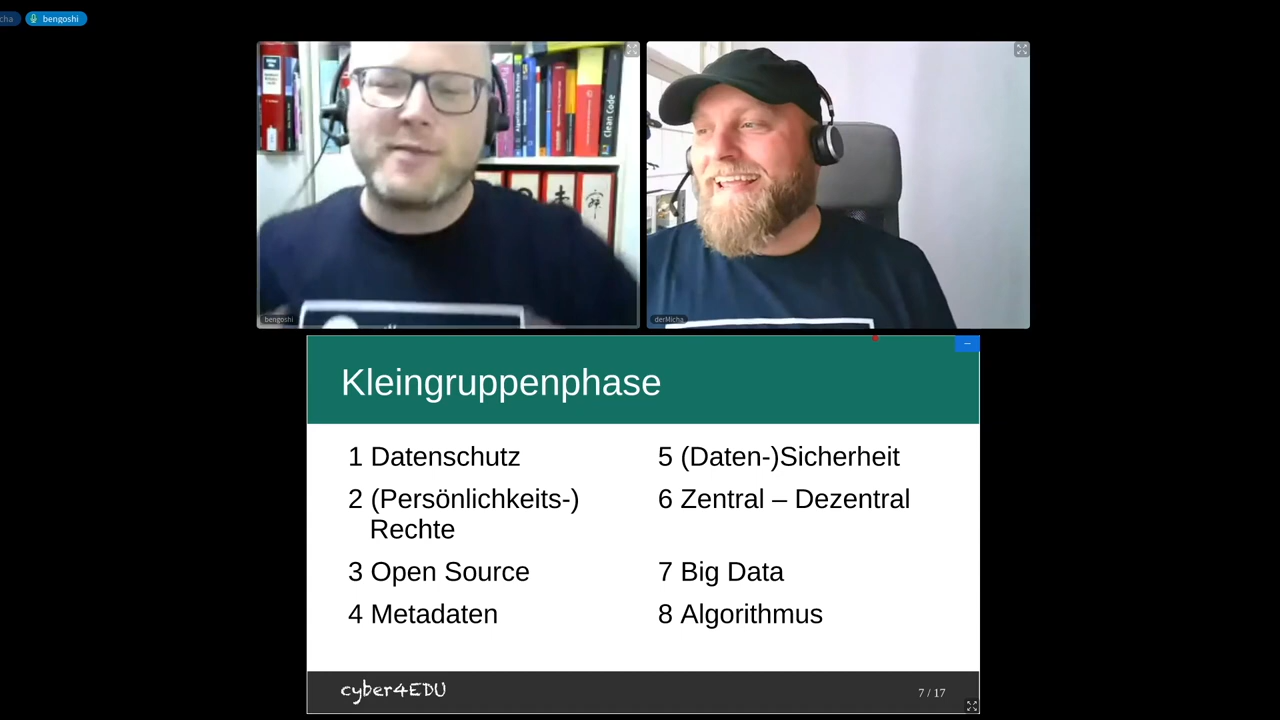 cha
bengoshi
Clean Code
bengoshi
derMicha
Kleingruppenphase
1 Datenschutz
2 (Persönlichkeits-)
Rechte
3 Open Source
4 Metadaten
5 (Daten-)Sicherheit
6 Zentral – Dezentral
7 Big Data
8 Algorithmus
cyber4EDU
7 / 17